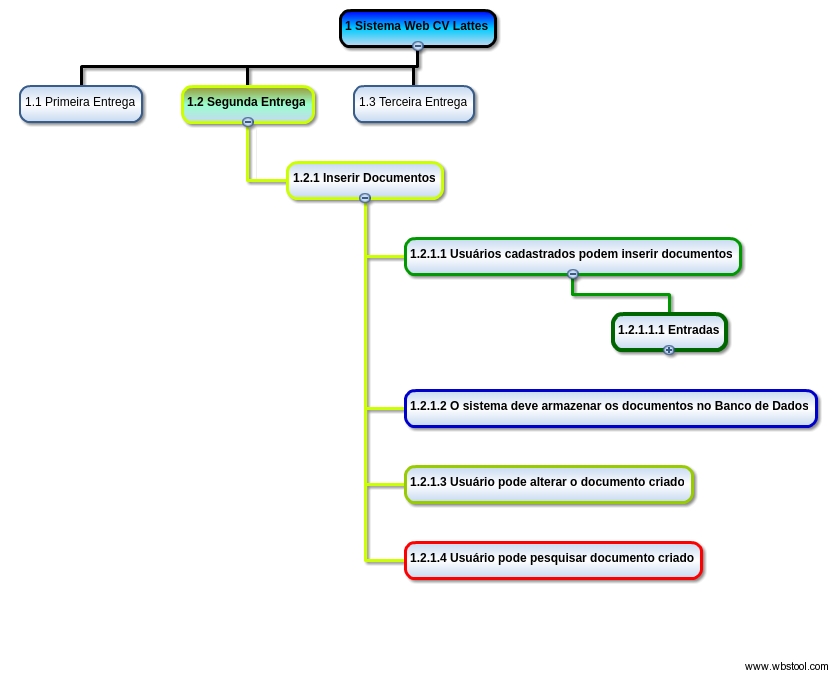 1 Sistema Web CV Lattes
1.1 Primeira Entrega
1.2 Segunda Entrega
1.3 Terceira Entrega
1.2.1 Inserir Documentos
1.2.1.1 Usuários cadastrados podem inserir documentos
1.2.1.1.1 Entradas
1.2.1.2 O sistema deve armazenar os documentos no Banco de Dados
1.2.1.3 Usuário pode alterar o documento criado
1.2.1.4 Usuário pode pesquisar documento criado
www.wbstool.com